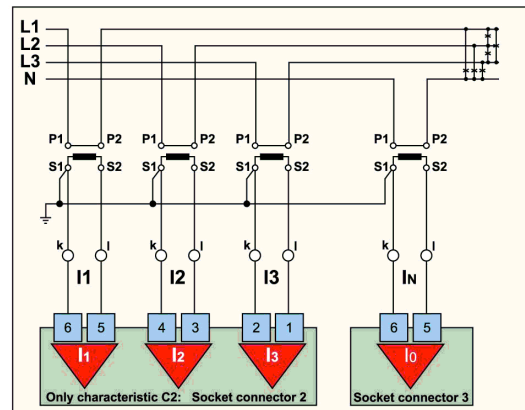 L1
L2
L3
N
P1 P2 P1 P2 P1 P2 P1 P2
S1 S2 S1 S2 S1 S2 S1 S2
k l k l k l k l
I1 I2 I3 IN
6 5 4 3 2 1 6 5
I1 I2 I3 I0
Only characteristic C2: Socket connector 2 Socket connector 3